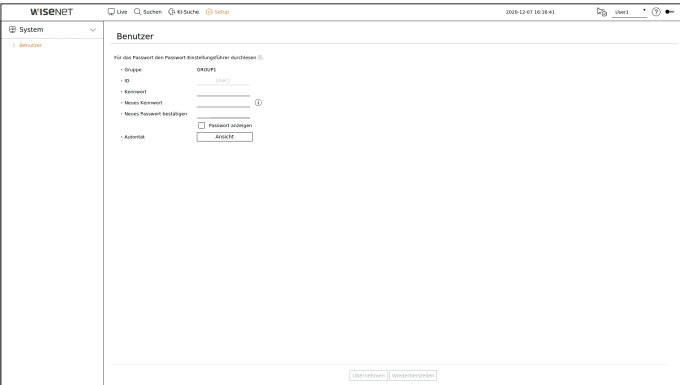 WISENET
Live Suchen KI-Suche Setup
2020-12-07 16:16:41
User1
System
Benutzer
Benutzer
Für das Passwort den Passwort-Einstellungsführer durchlesen
Gruppe GROUP1
ID User1
Kennwort
Neues Kennwort
Neues Passwort bestätigen
Passwort anzeigen
Autorität Ansicht
Übernehmen Wiederherstellen